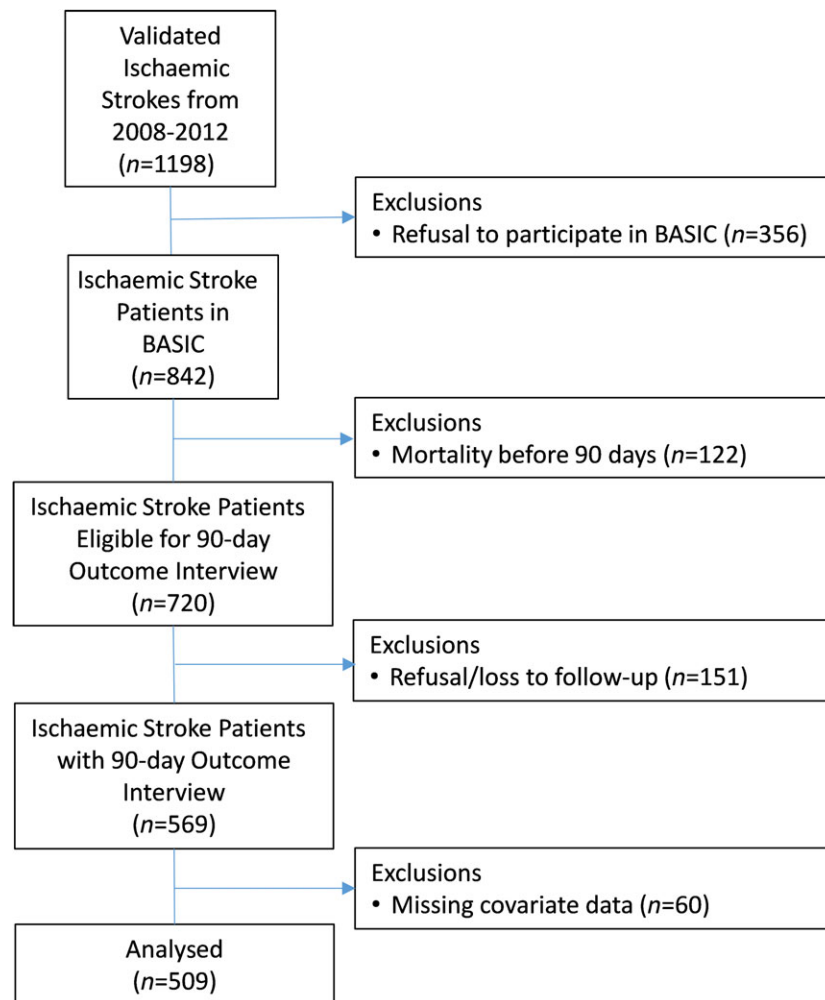 Validated
Ischaemic
Strokes from
2008-2012
(n=1198)
Exclusions
• Refusal to participate in BASIC (n=356)
Ischaemic Stroke
Patients in
BASIC
(n=842)
Exclusions
• Mortality before 90 days (n=122)
Ischaemic Stroke Patients
Eligible for 90-day
Outcome Interview
(n=720)
Exclusions
• Refusal/loss to follow-up (n=151)
Ischaemic Stroke Patients
with 90-day Outcome
Interview
(n=569)
Exclusions
• Missing covariate data (n=60)
Analysed
(n=509)